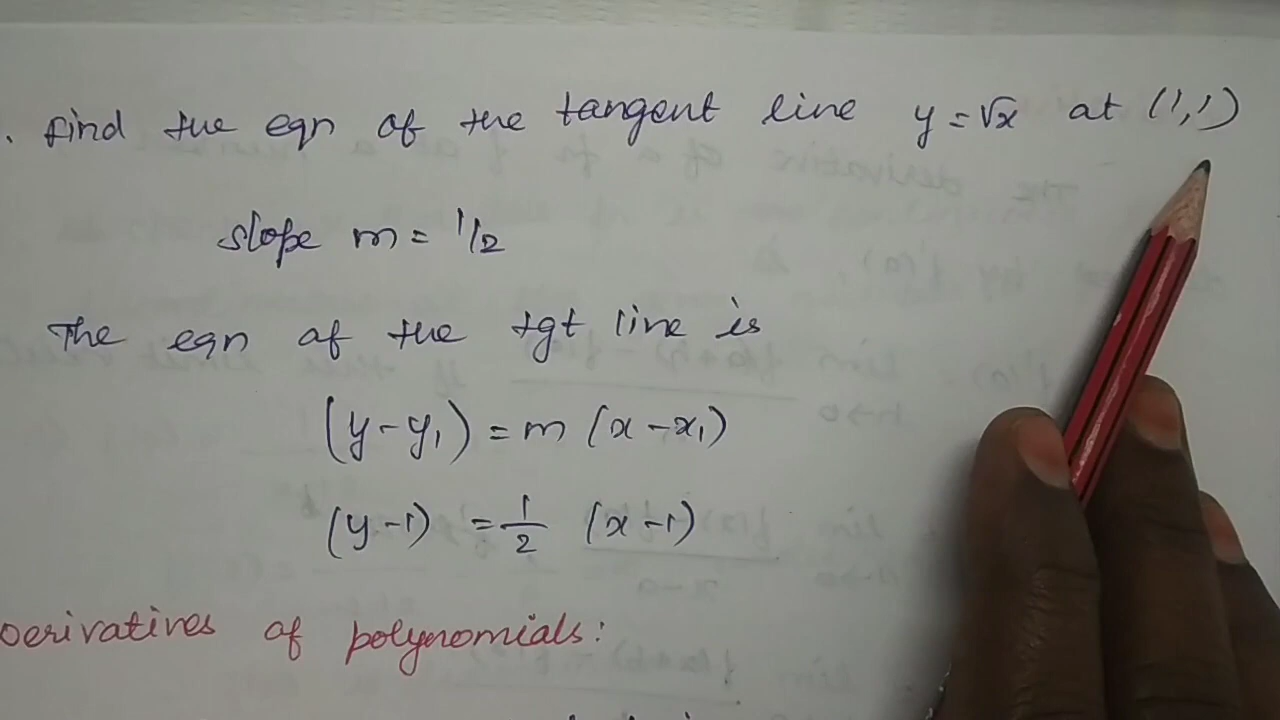 . find the eqn of the tangent line y = √x at (1,1)
slope m = 1/2
The eqn of the tgt line is
(y - y₁) = m (x - x₁)
(y - 1) = 1/2 (x - 1)
Derivatives of polynomials: